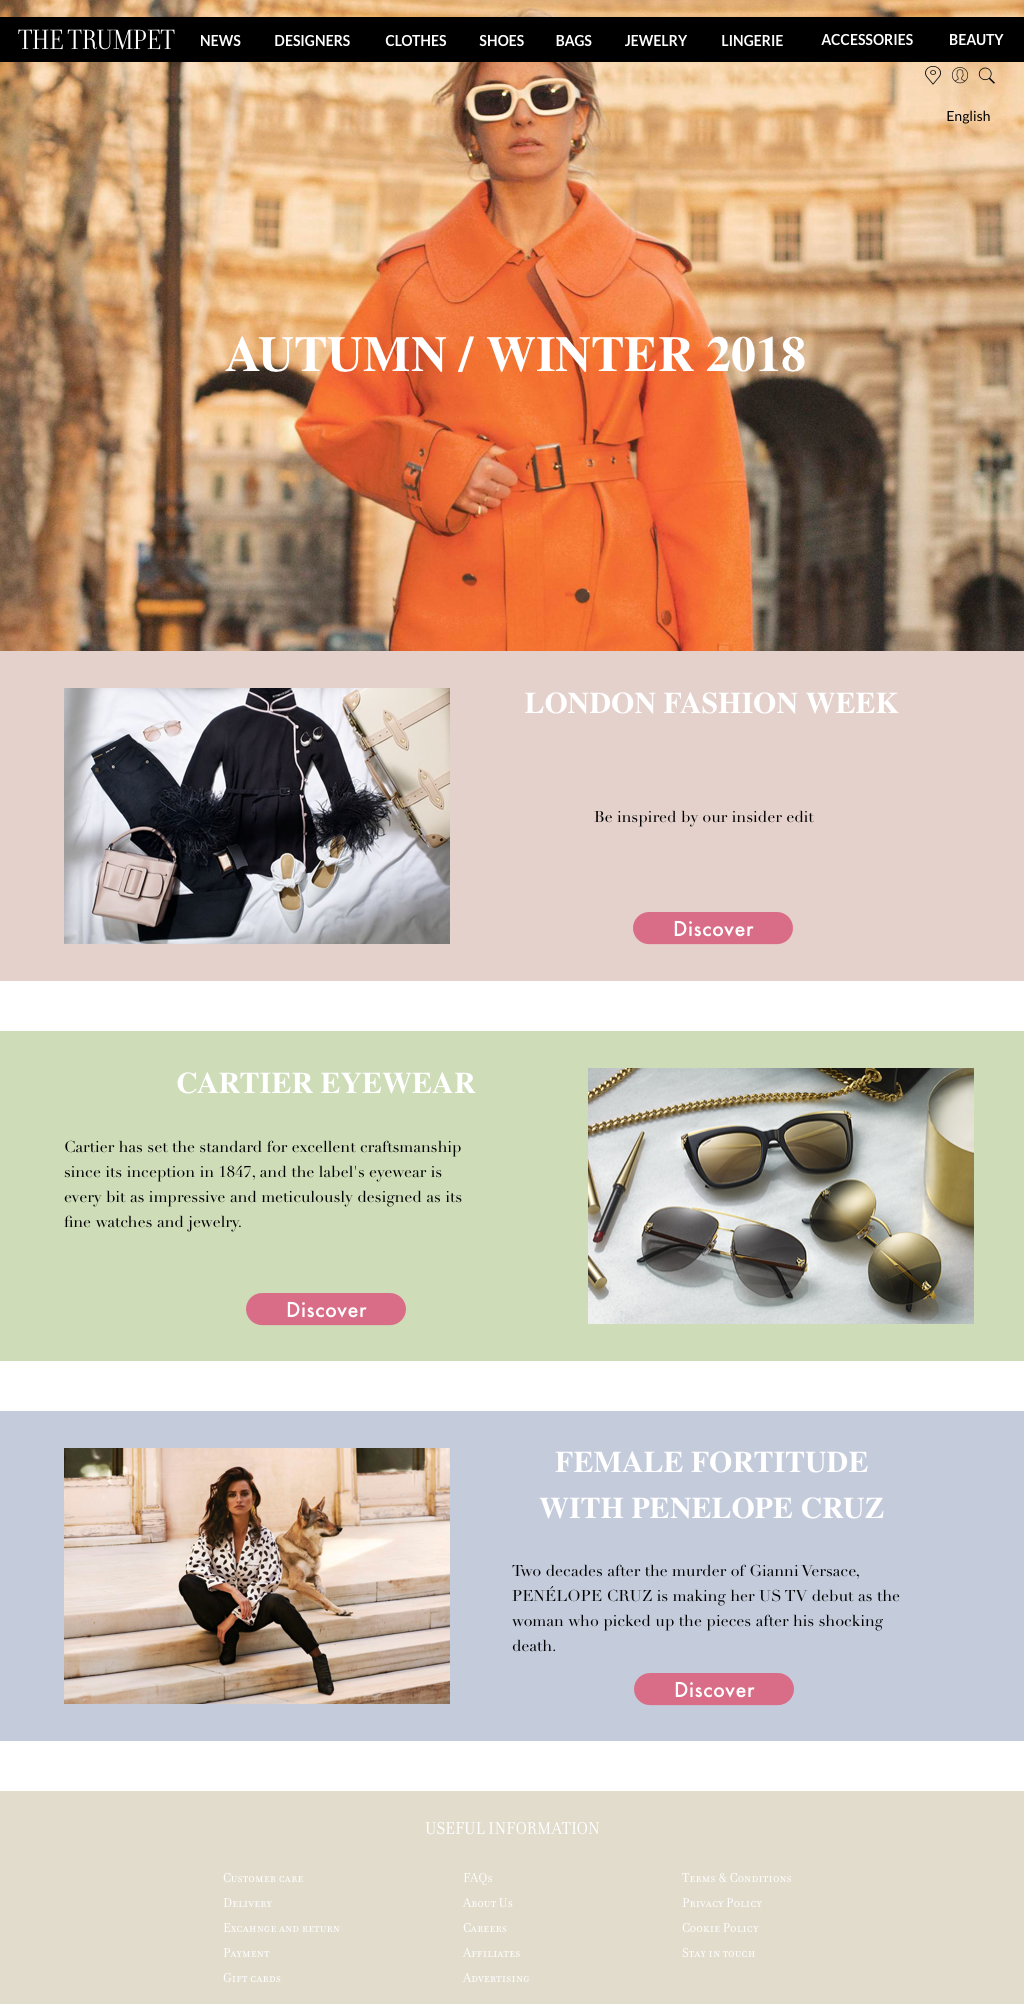 THE TRUMPET NEWS DESIGNERS CLOTHES SHOES BAGS JEWELRY LINGERIE ACCESSORIES BEAUTY
English
AUTUMN / WINTER 2018
LONDON FASHION WEEK
Be inspired by our insider edit
Discover
CARTIER EYEWEAR
Cartier has set the standard for excellent craftsmanship
since its inception in 1847, and the label's eyewear is
every bit as impressive and meticulously designed as its
fine watches and jewelry.
Discover
FEMALE FORTITUDE
WITH PENELOPE CRUZ
Two decades after the murder of Gianni Versace,
PENÉLOPE CRUZ is making her US TV debut as the
woman who picked up the pieces after his shocking
death.
Discover
USEFUL INFORMATION
Customer care
Delivery
Excahnge and return
Payment
Gift cards
FAQs
About Us
Careers
Affiliates
Advertising
Terms & Conditions
Privacy Policy
Cookie Policy
Stay in touch